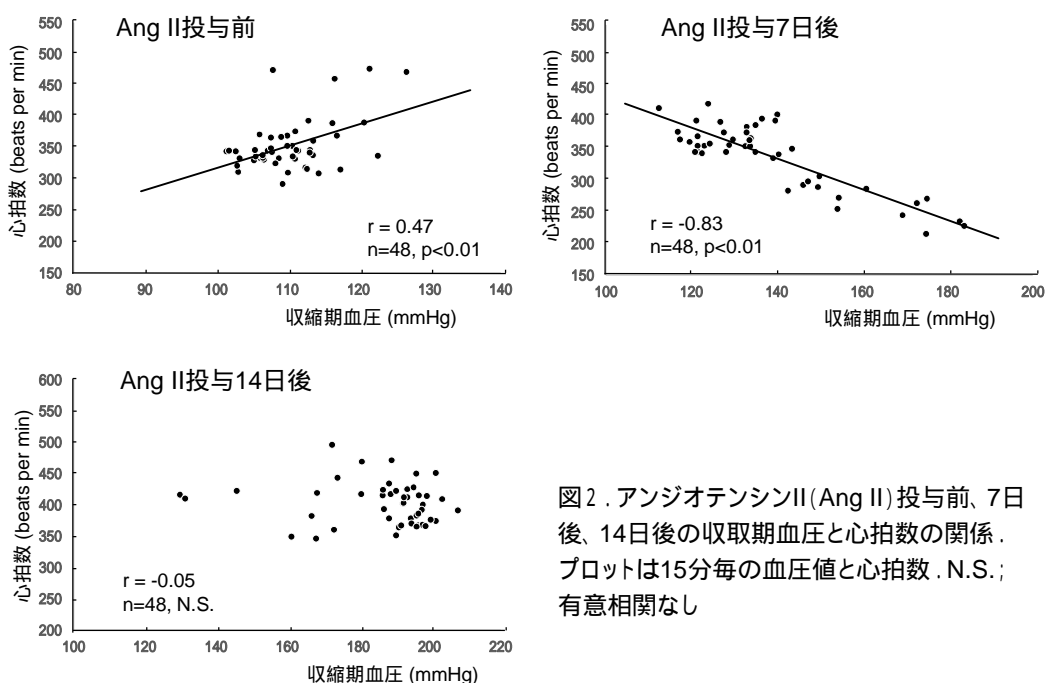 Ang II投与前
心拍数 (beats per min)
550
500
450
400
350
300
250
200
150
r = 0.47
n=48, p<0.01
80
100
110
120
130
140
収縮期血圧 (mmHg)
Ang II投与7日後
心拍数 (beats per min)
550
500
450
400
350
300
250
200
150
r = -0.83
n=48, p<0.01
100
120
140
160
180
200
収縮期血圧 (mmHg)
Ang II投与14日後
心拍数 (beats per min)
600
550
500
450
400
350
300
250
200
r = -0.05
n=48, N.S.
100
120
140
160
180
200
220
収縮期血圧 (mmHg)
図2 . アンジオテンシンII(Ang II)投与前、7日
後、14日後の収取期血圧と心拍数の関係 .
プロットは15分毎の血圧値と心拍数 . N.S. ;
有意相関なし